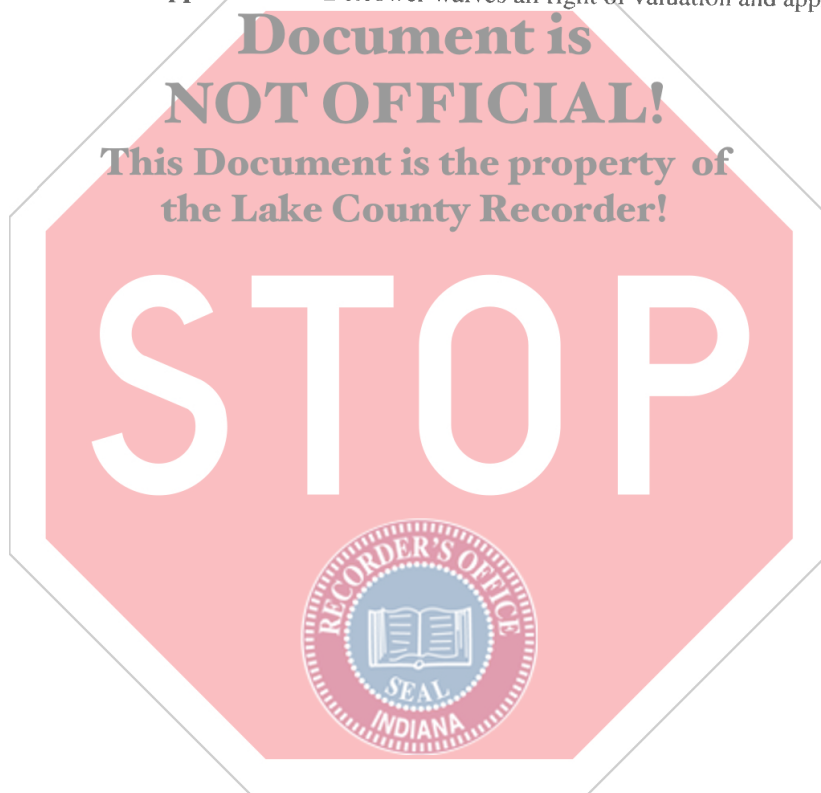 waives all right of valuation and app
Document is
NOT OFFICIAL!
This Document is the property of
the Lake County Recorder!
STOP
RECORDER'S OFFICE
SEAL
INDIANA